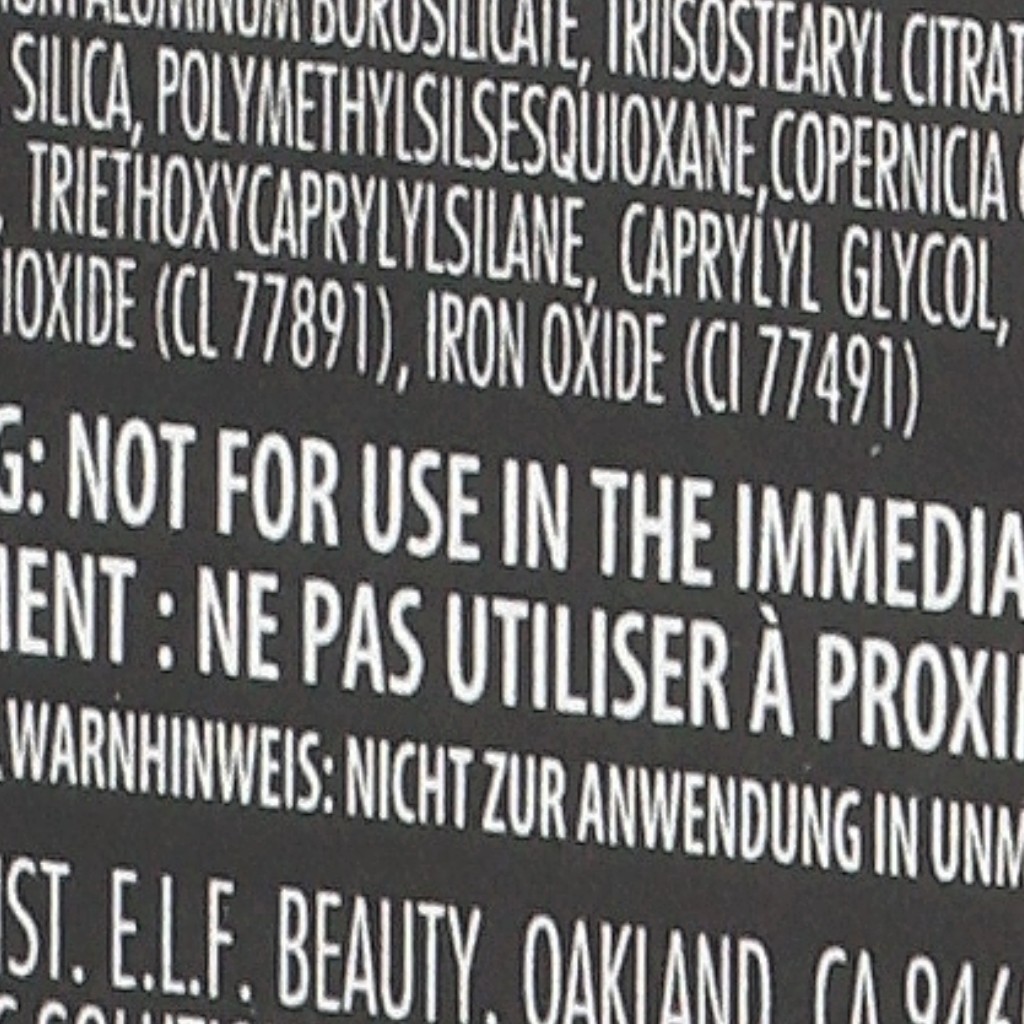 ALUMINUM BOROSILICATE, TRIISOSTEARYL CITRAT
SILICA, POLYMETHYLSILSESQUIOXANE,COPERNICIA
TRIETHOXYCAPRYLYLSILANE, CAPRYLYL GLYCOL,
IOXIDE (CL 77891), IRON OXIDE (CI 77491)
G: NOT FOR USE IN THE IMMEDIA
MENT : NE PAS UTILISER À PROXI
WARNHINWEIS: NICHT ZUR ANWENDUNG IN UNM
IST. E.L.F. BEAUTY, OAKLAND, CA 946